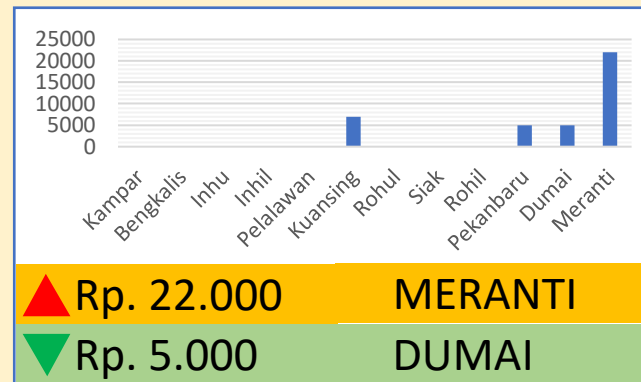 25000
20000
15000
10000
5000
0
Kampar
Bengkalis
Inhu
Inhil
Pelalawan
Kuansing
Rohul
Siak
Rohil
Pekanbaru
Dumai
Meranti
Rp. 22.000 MERANTI
Rp. 5.000 DUMAI